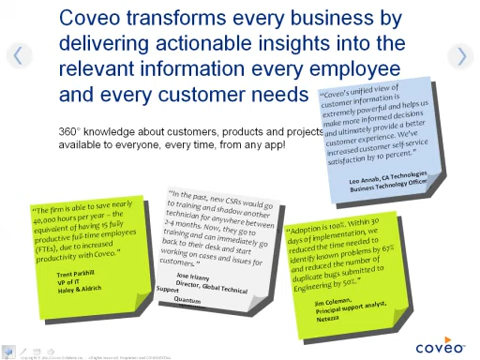 Coveo transforms every business by
delivering actionable insights into the
relevant information every employee
and every customer needs
360° knowledge about customers, products and projects
available to everyone, every time, from any app!
"Coveo's unified view of
customer information is
extremely powerful and helps us
make more informed decisions
and ultimately provide a better
customer experience. We've
increased customer self-service
satisfaction by 10 percent."
Leo Annab, CA Technologies
Business Technology Officer
"The firm is able to save nearly
40,000 hours per year – the
equivalent of having 15 fully
productive full-time employees
(FTEs), due to increased
productivity with Coveo."
Trent Parkhill
VP of IT
Haley & Aldrich
"In the past, new CSRs would go
to training and shadow another
technician for anywhere between
2-4 months. Now, they go to
training and can immediately go
back to their desk and start
working on cases and issues for
customers."
Jose Irizarry
Director, Global Technical
Support
Quantum
"Adoption is 100%. Within 30
days of implementation, we
reduced the time needed to
identify known problems by 67%
and reduced the number of
duplicate bugs submitted to
Engineering by 50%."
Jim Coleman,
Principal support analyst,
Netezza
coveo